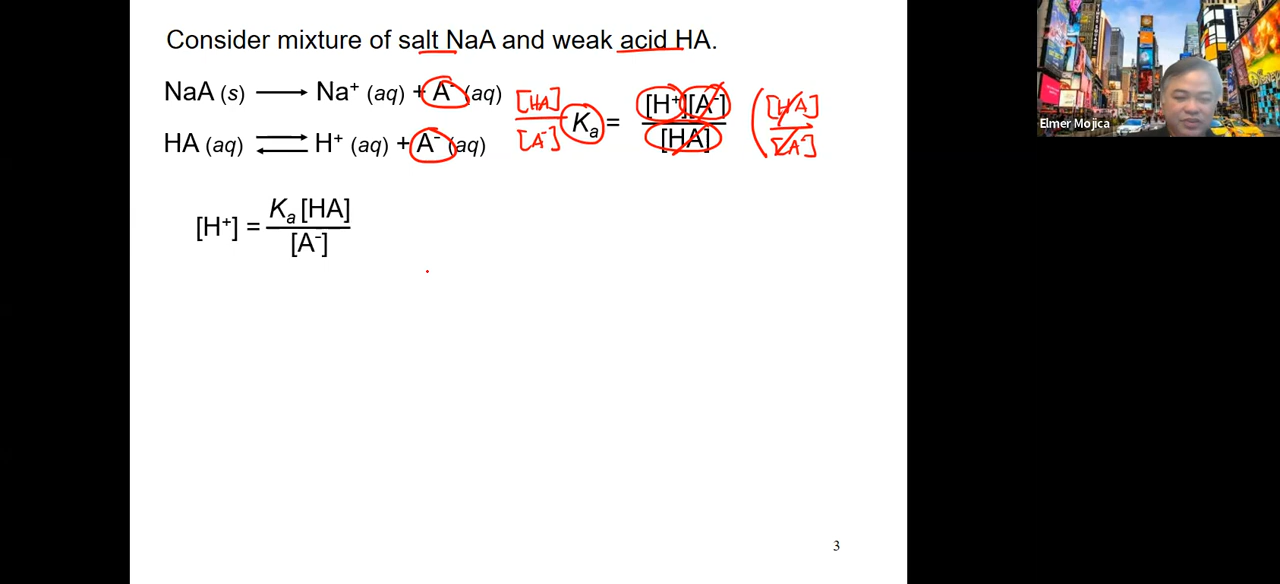 Consider mixture of salt NaA and weak acid HA.
NaA (s) ⟶ Na⁺ (aq) + A⁻ (aq)
HA (aq) ⇌ H⁺ (aq) + A⁻ (aq)
[HA]
[A⁻]
Kₐ = [H⁺][A⁻]
[HA]
([HA]
[A⁻]
[H⁺] = Kₐ [HA]
[A⁻]
3
Elmer Mojica